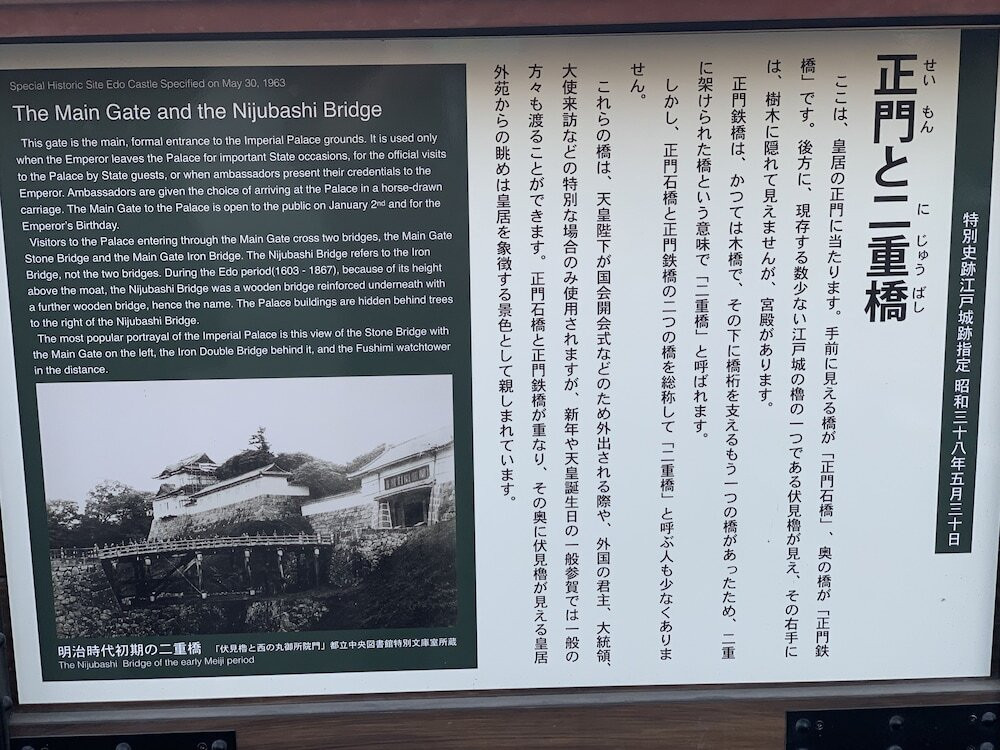 特別史跡江戸城跡指定 昭和三十八年五月三十日
せい もん に じゅう ばし
正門と二重橋
ここは、皇居の正門に当たります。手前に見える橋が「正門石橋」、奥の橋が「正門鉄
橋」です。後方に、現存する数少ない江戸城の櫓の一つである伏見櫓が見え、その右手に
は、樹木に隠れて見えませんが、宮殿があります。
正門鉄橋は、かつては木橋で、その下に橋桁を支えるもう一つの橋があったため、二重
に架けられた橋という意味で「二重橋」と呼ばれます。
しかし、正門石橋と正門鉄橋の二つの橋を総称して「二重橋」と呼ぶ人も少なくありま
せん。
これらの橋は、天皇陛下が国会開会式などのため外出される際や、外国の君主、大統領、
大使来訪などの特別な場合のみ使用されますが、新年や天皇誕生日の一般参賀では一般の
方々も渡ることができます。正門石橋と正門鉄橋が重なり、その奥に伏見櫓が見える皇居
外苑からの眺めは皇居を象徴する景色として親しまれています。
Special Historic Site Edo Castle Specified on May 30, 1963
The Main Gate and the Nijubashi Bridge
This gate is the main, formal entrance to the Imperial Palace grounds. It is used only
when the Emperor leaves the Palace for important State occasions, for the official visits
to the Palace by State guests, or when ambassadors present their credentials to the
Emperor. Ambassadors are given the choice of arriving at the Palace in a horse-drawn
carriage. The Main Gate to the Palace is open to the public on January 2nd and for the
Emperor's Birthday.
Visitors to the Palace entering through the Main Gate cross two bridges, the Main Gate
Stone Bridge and the Main Gate Iron Bridge. The Nijubashi Bridge refers to the Iron
Bridge, not the two bridges. During the Edo period(1603 - 1867), because of its height
above the moat, the Nijubashi Bridge was a wooden bridge reinforced underneath with
a further wooden bridge, hence the name. The Palace buildings are hidden behind trees
to the right of the Nijubashi Bridge.
The most popular portrayal of the Imperial Palace is this view of the Stone Bridge with
the Main Gate on the left, the Iron Double Bridge behind it, and the Fushimi watchtower
in the distance.
明治時代初期の二重橋 「伏見櫓と西の丸御所院門」都立中央図書館特別文庫室所蔵
The Nijubashi Bridge of the early Meiji period